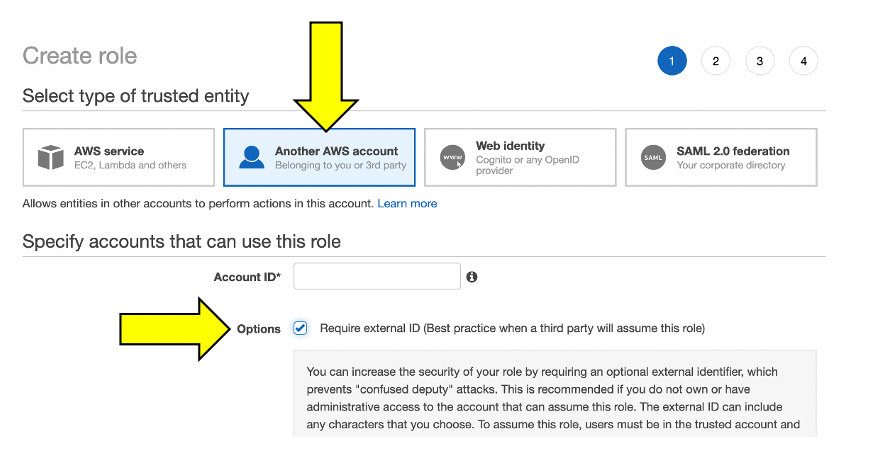 Create role
1 2 3 4
Select type of trusted entity
AWS service
EC2, Lambda and others
Another AWS account
Belonging to you or 3rd party
www
Web identity
Cognito or any OpenID
provider
SAML
SAML 2.0 federation
Your corporate directory
Allows entities in other accounts to perform actions in this account. Learn more
Specify accounts that can use this role
Account ID*
Options Require external ID (Best practice when a third party will assume this role)
You can increase the security of your role by requiring an optional external identifier, which
prevents "confused deputy" attacks. This is recommended if you do not own or have
administrative access to the account that can assume this role. The external ID can include
any characters that you choose. To assume this role, users must be in the trusted account and